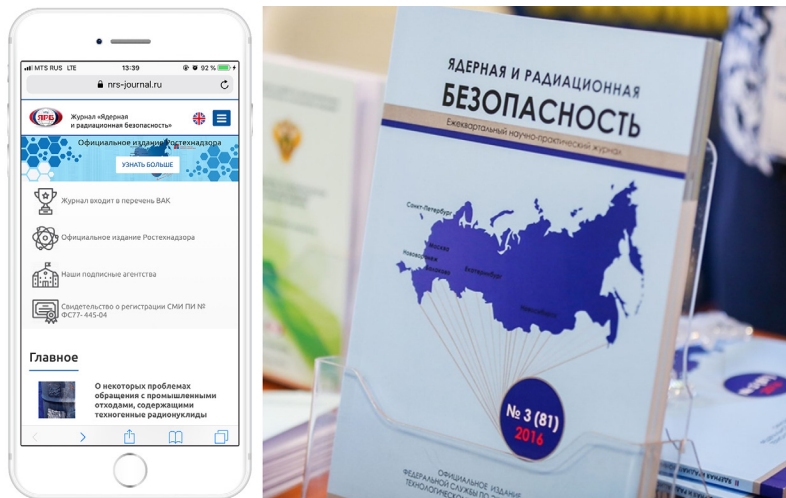 MTS RUS LTE 13:39 92 %
nrs-journal.ru
ЯРБ
Журнал «Ядерная
и радиационная безопасность»
Официальное издание Ростехнадзора
УЗНАТЬ БОЛЬШЕ
Журнал входит в перечень ВАК
Официальное издание Ростехнадзора
Наши подписные агентства
Свидетельство о регистрации СМИ ПИ №
ФС77- 445-04
Главное
О некоторых проблемах
обращения с промышленными
отходами, содержащими
техногенные радионуклиды
ЯДЕРНАЯ И РАДИАЦИОННАЯ
БЕЗОПАСНОСТЬ
Ежеквартальный научно-практический журнал
Санкт-Петербург
Москва
Нововоронеж
Балаково
Екатеринбург
Новосибирск
№ 3 (81)
2016
ОФИЦИАЛЬНОЕ ИЗДАНИЕ
ФЕДЕРАЛЬНОЙ СЛУЖБЫ ПО